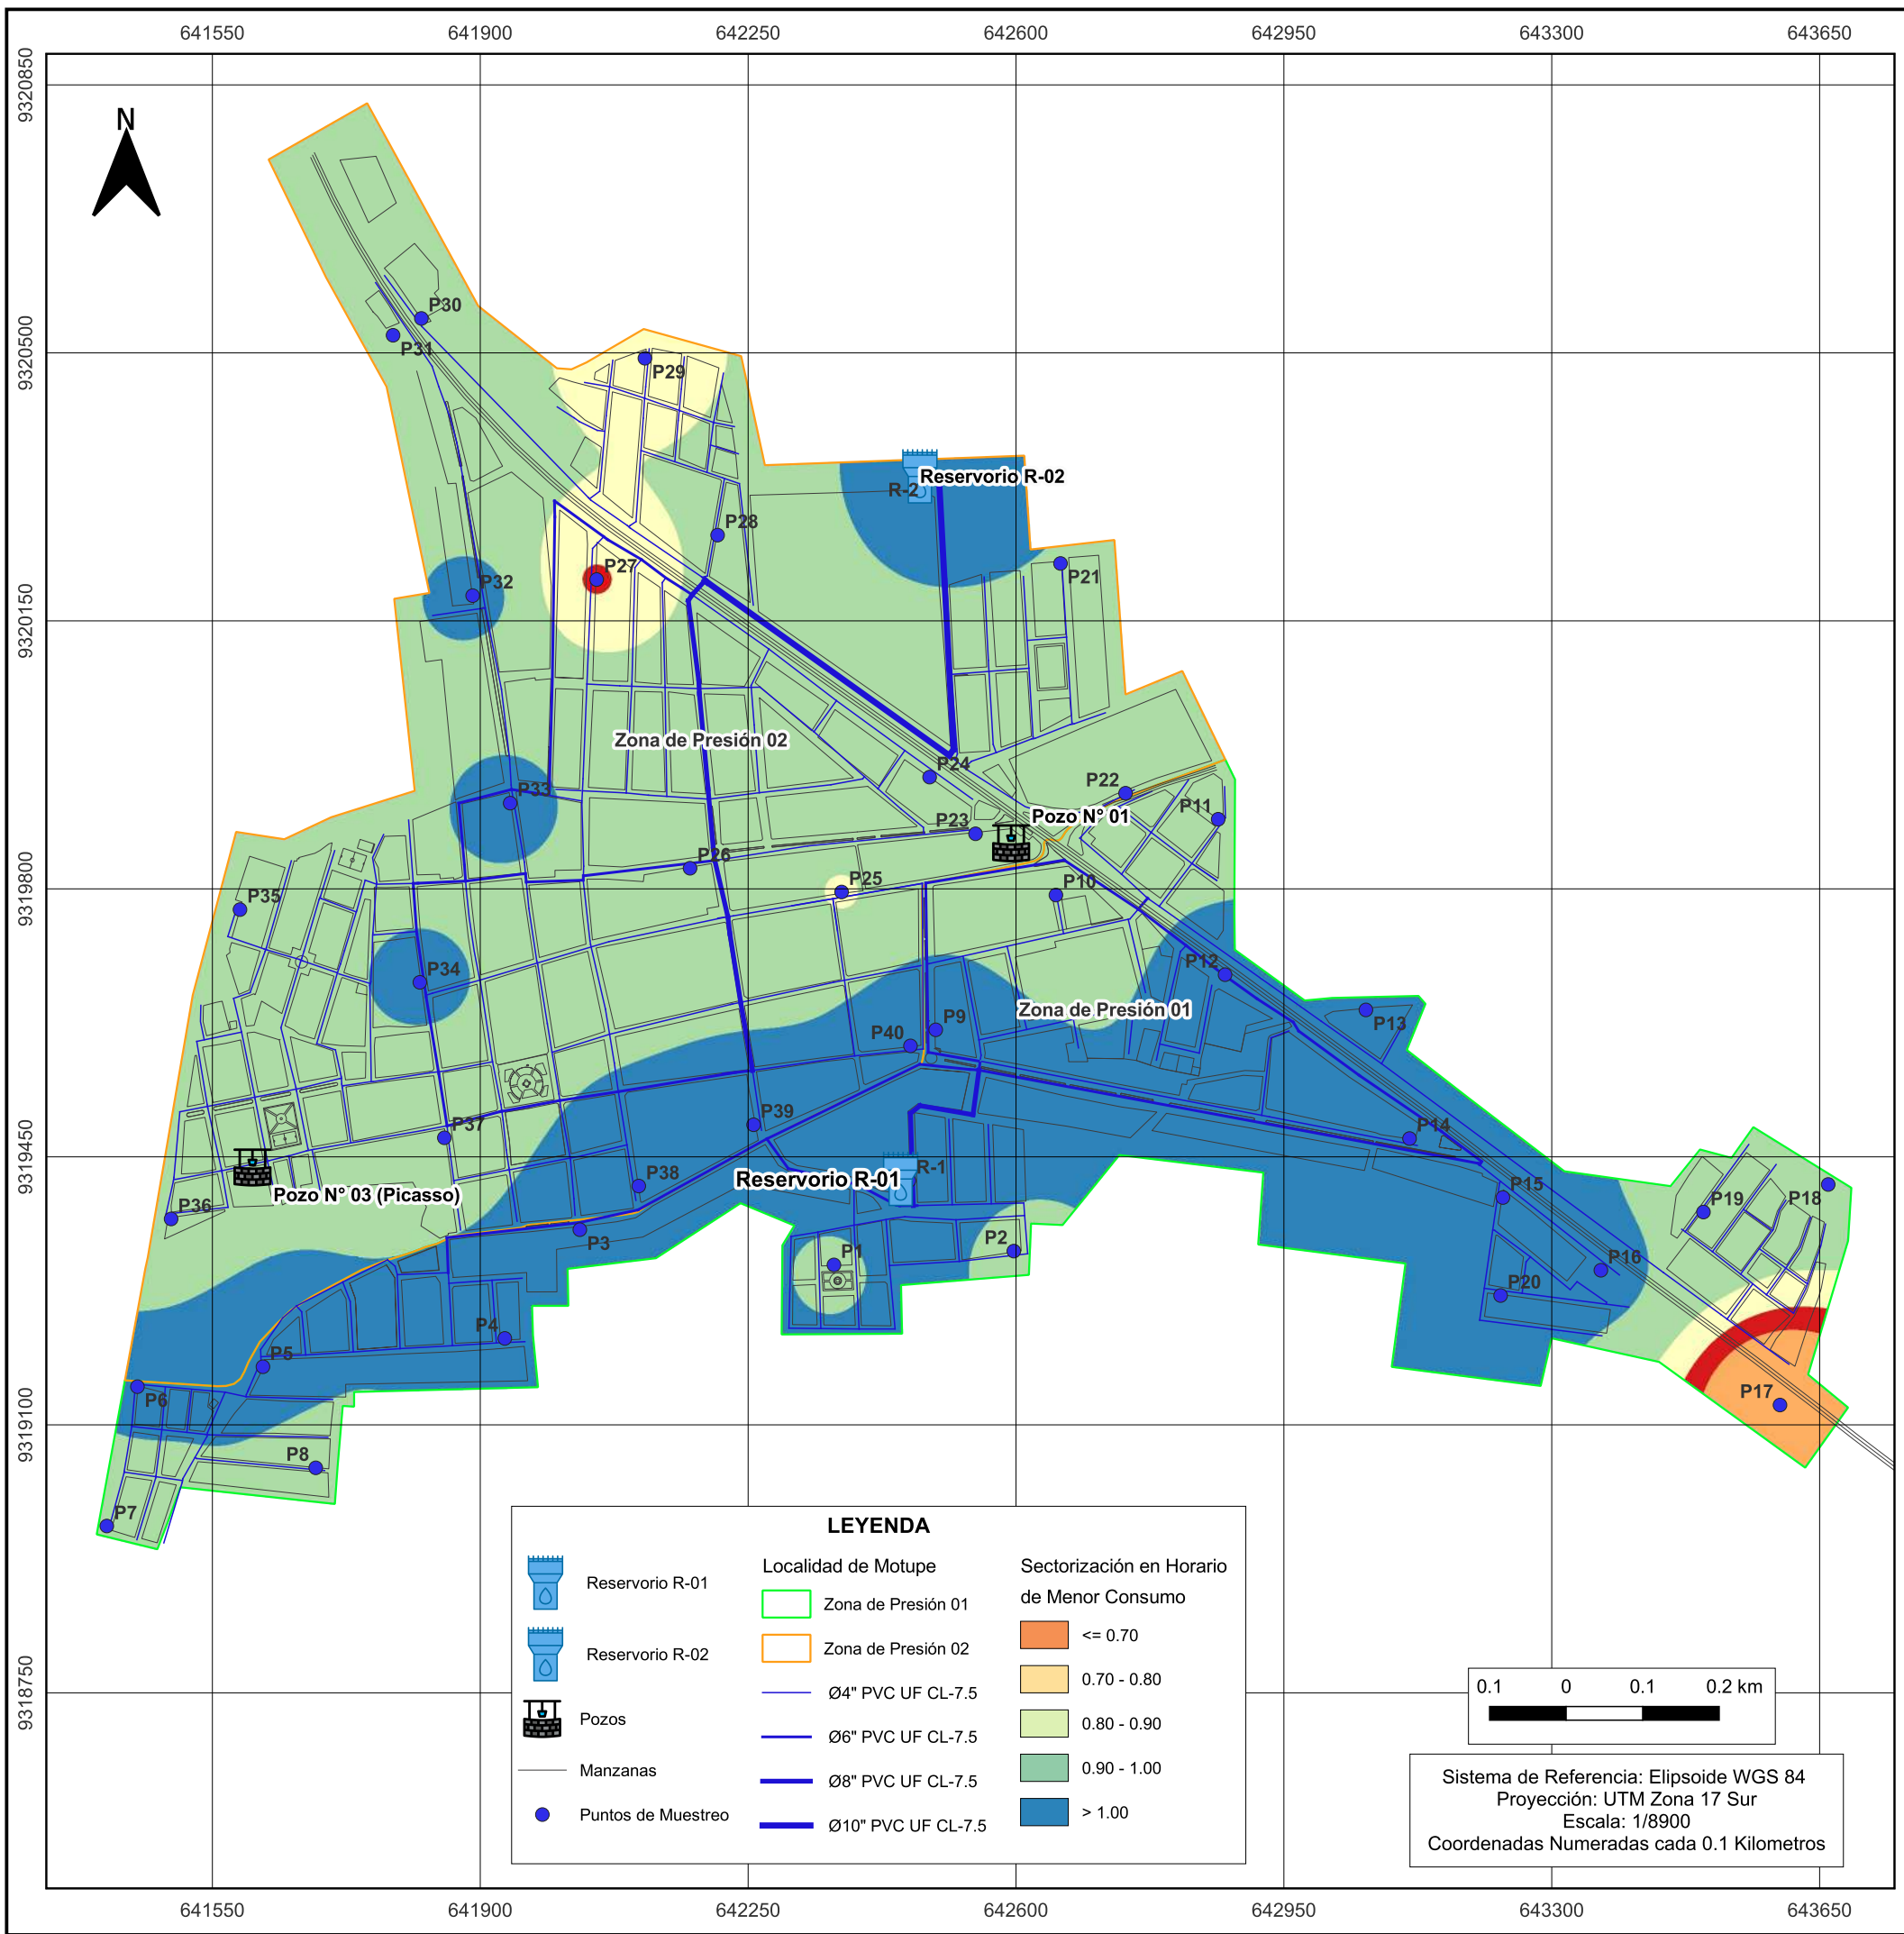 641550 641900 642250 642600 642950 643300 643650
9320850
9320500
9320150
9319800
9319450
9319100
9318750
N
P30
P31
P29
Reservorio R-02
R-2
P28
P27
P21
P32
Zona de Presión 02
P24
P22
P33
P11
Pozo N° 01
P23
P26
P25
P10
P35
P34
P12
Zona de Presión 01
P13
P9
P40
P39
P37
P14
R-1
Reservorio R-01
P38
Pozo N° 03 (Picasso)
P36
P15
P19
P18
P3
P1
P2
P16
P20
P4
P5
P6
P17
P8
P7
LEYENDA
Reservorio R-01
Reservorio R-02
Pozos
Manzanas
Puntos de Muestreo
Localidad de Motupe
Zona de Presión 01
Zona de Presión 02
Ø4" PVC UF CL-7.5
Ø6" PVC UF CL-7.5
Ø8" PVC UF CL-7.5
Ø10" PVC UF CL-7.5
Sectorización en Horario
de Menor Consumo
<= 0.70
0.70 - 0.80
0.80 - 0.90
0.90 - 1.00
> 1.00
0.1 0 0.1 0.2 km
Sistema de Referencia: Elipsoide WGS 84
Proyección: UTM Zona 17 Sur
Escala: 1/8900
Coordenadas Numeradas cada 0.1 Kilometros
641550 641900 642250 642600 642950 643300 643650